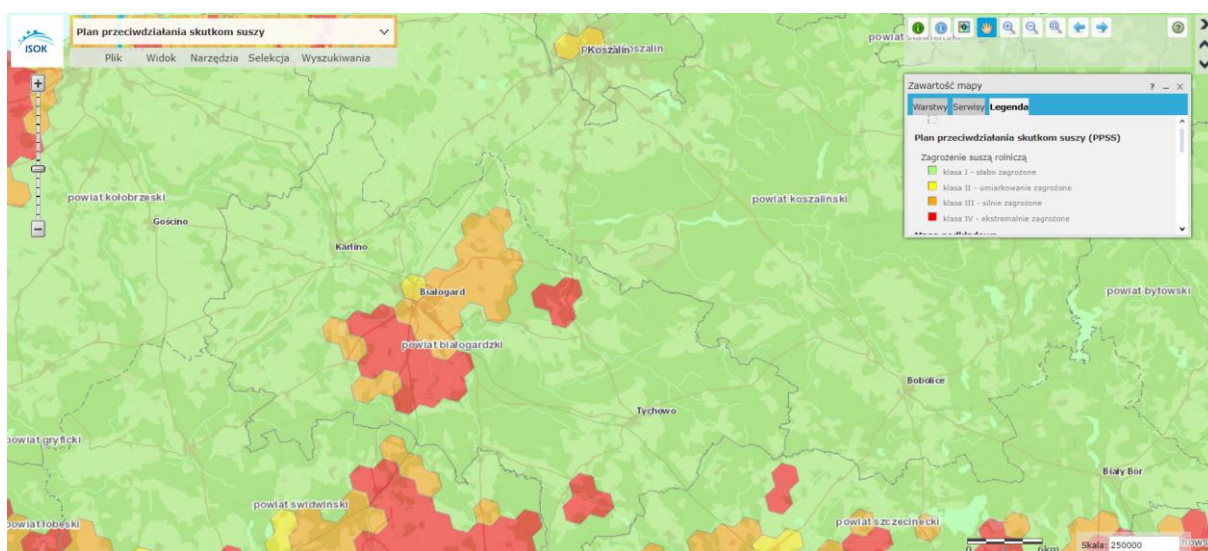 ISOK
Plan przeciwdziałania skutkom suszy
Plik Widok Narzędzia Selekcja Wyszukiwania
Koszalin
Zawartość mapy
? – ×
Warstwy Serwisy Legenda
Plan przeciwdziałania skutkom suszy (PPSS)
Zagrożenie suszą rolniczą
klasa I - słabo zagrożone
klasa II - umiarkowanie zagrożone
klasa III - silnie zagrożone
klasa IV - ekstremalnie zagrożone
powiat kołobrzeski
powiat koszaliński
Gościno
Karlino
Białogard
powiat bytowski
powiat białogardzki
Bobolice
Tychowo
powiat gryficki
Biały Bór
powiat świdwiński
powiat łobeski
powiat szczecinecki
0 6km
Skala: 250000